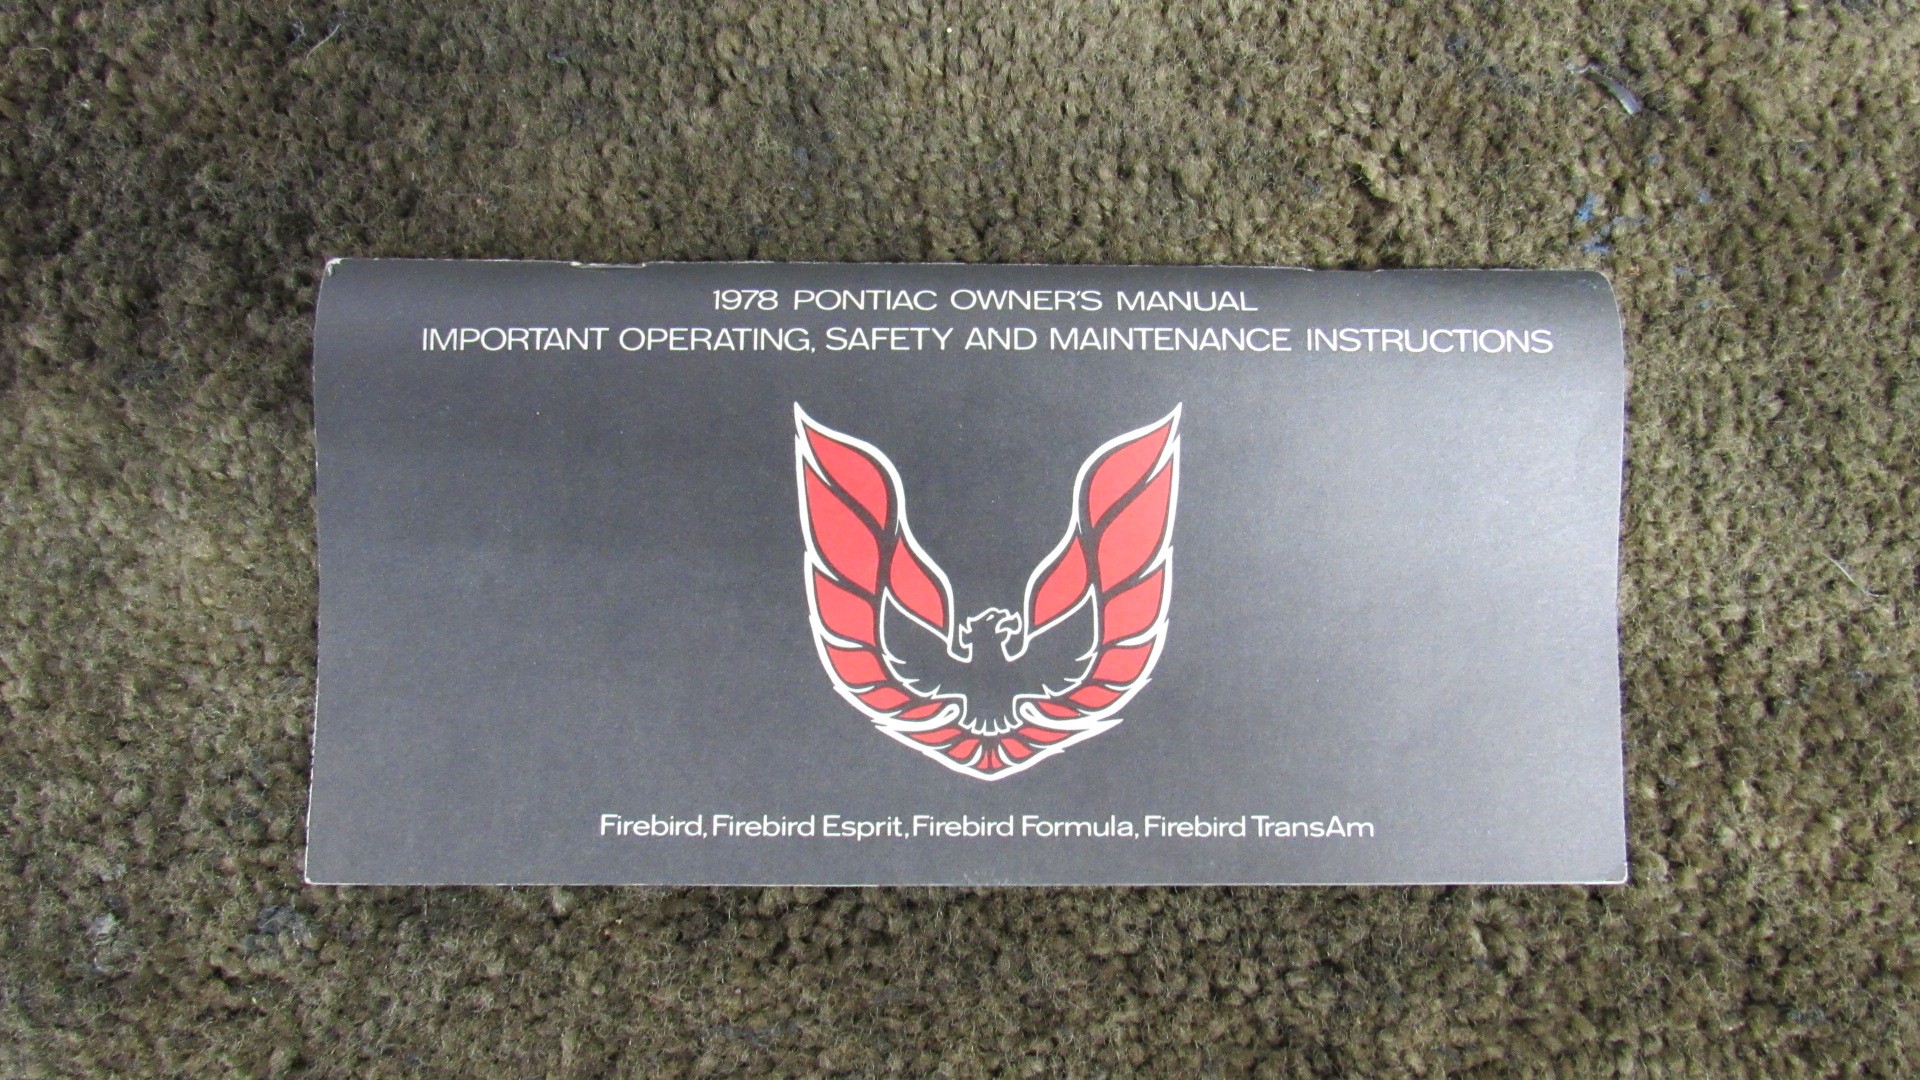 1978 PONTIAC OWNER'S MANUAL
IMPORTANT OPERATING, SAFETY AND MAINTENANCE INSTRUCTIONS
Firebird, Firebird Esprit, Firebird Formula, Firebird TransAm